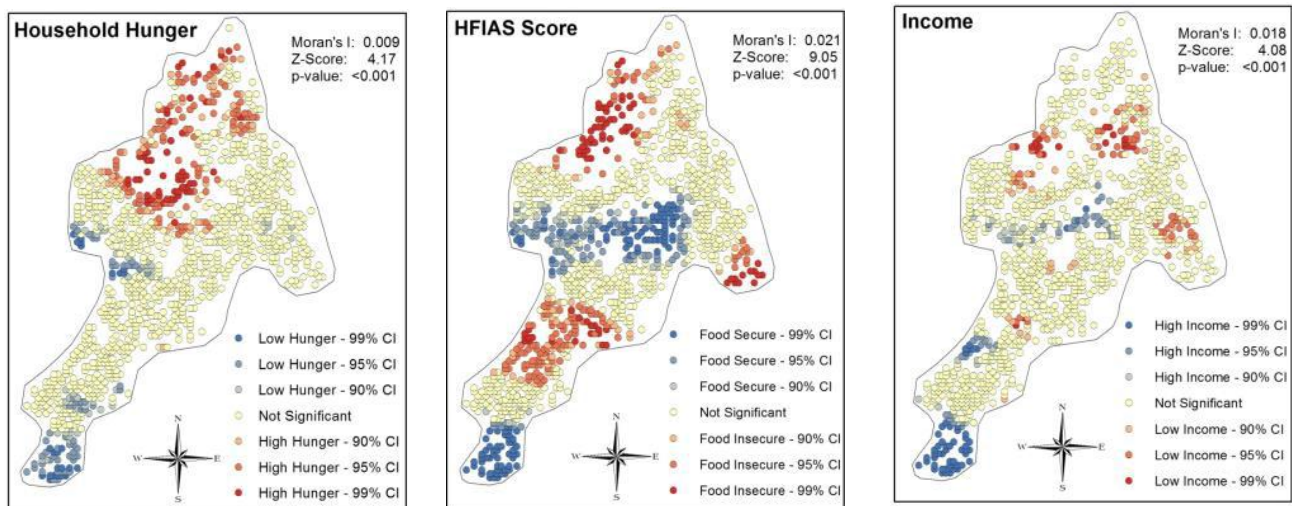 Household Hunger
Moran's I: 0.009
Z-Score: 4.17
p-value: <0.001
Low Hunger - 99% CI
Low Hunger - 95% CI
Low Hunger - 90% CI
Not Significant
High Hunger - 90% CI
High Hunger - 95% CI
High Hunger - 99% CI
N
W
E
S
HFIAS Score
Moran's I: 0.021
Z-Score: 9.05
p-value: <0.001
Food Secure - 99% CI
Food Secure - 95% CI
Food Secure - 90% CI
Not Significant
Food Insecure - 90% CI
Food Insecure - 95% CI
Food Insecure - 99% CI
N
W
E
S
Income
Moran's I: 0.018
Z-Score: 4.08
p-value: <0.001
High Income - 99% CI
High Income - 95% CI
High Income - 90% CI
Not Significant
Low Income - 90% CI
Low Income - 95% CI
Low Income - 99% CI
N
W
E
S